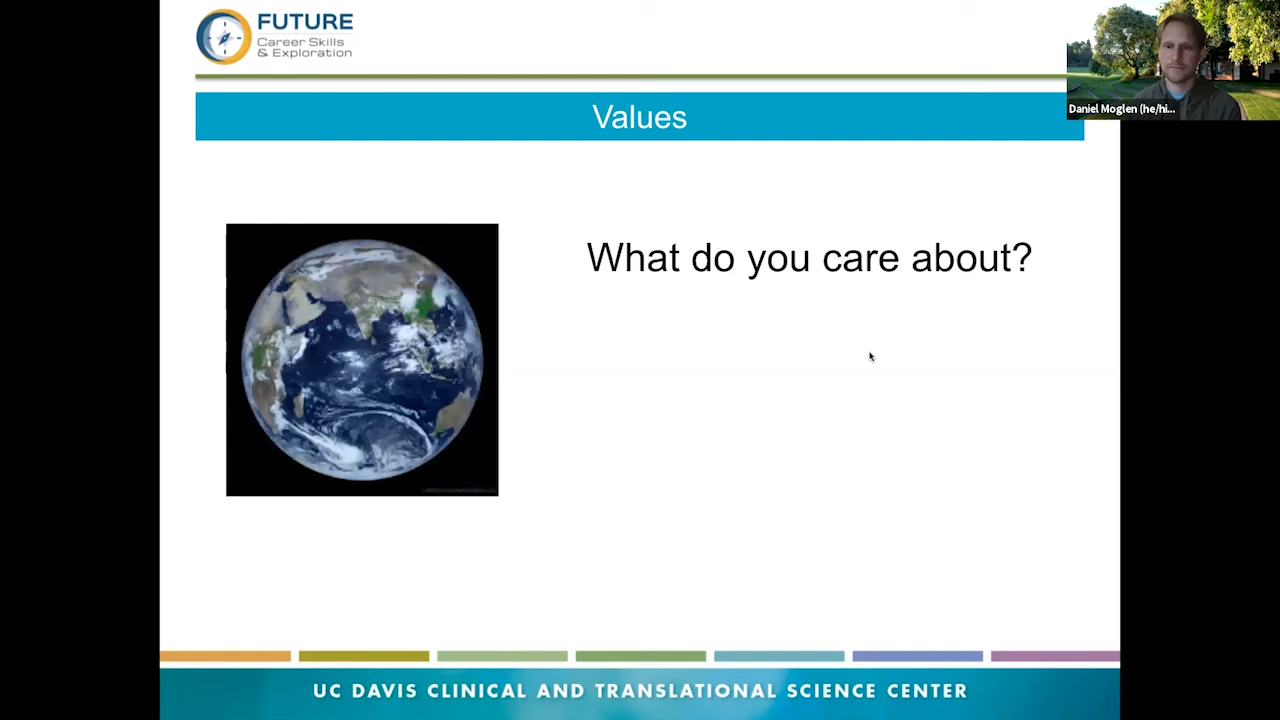 FUTURE
Career Skills
& Exploration
Daniel Moglen (he/hi...
Values
What do you care about?
UC DAVIS CLINICAL AND TRANSLATIONAL SCIENCE CENTER